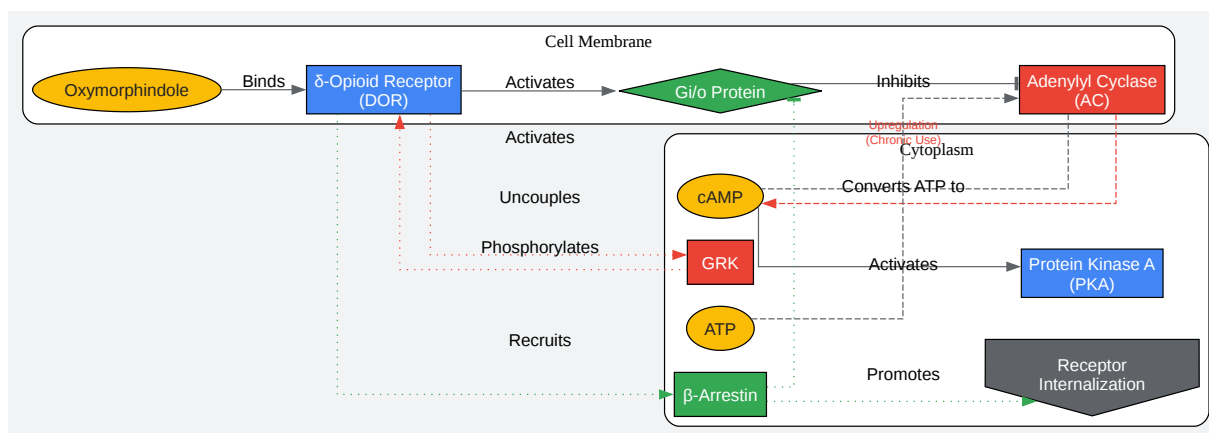 Cell Membrane
Oxymorphindole
Binds
δ-Opioid Receptor
(DOR)
Activates
Gi/o Protein
Inhibits
Adenylyl Cyclase
(AC)
Activates
Upregulation
(Chronic Use)
Cytoplasm
cAMP
Converts ATP to
Uncouples
Phosphorylates
GRK
Activates
Protein Kinase A
(PKA)
ATP
Recruits
β-Arrestin
Promotes
Receptor
Internalization